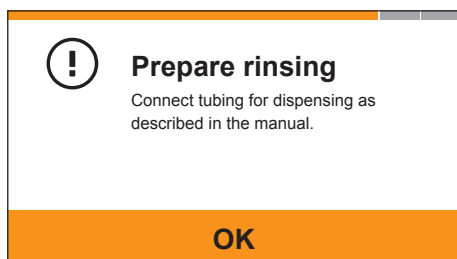 Prepare rinsing
Connect tubing for dispensing as
described in the manual.
OK